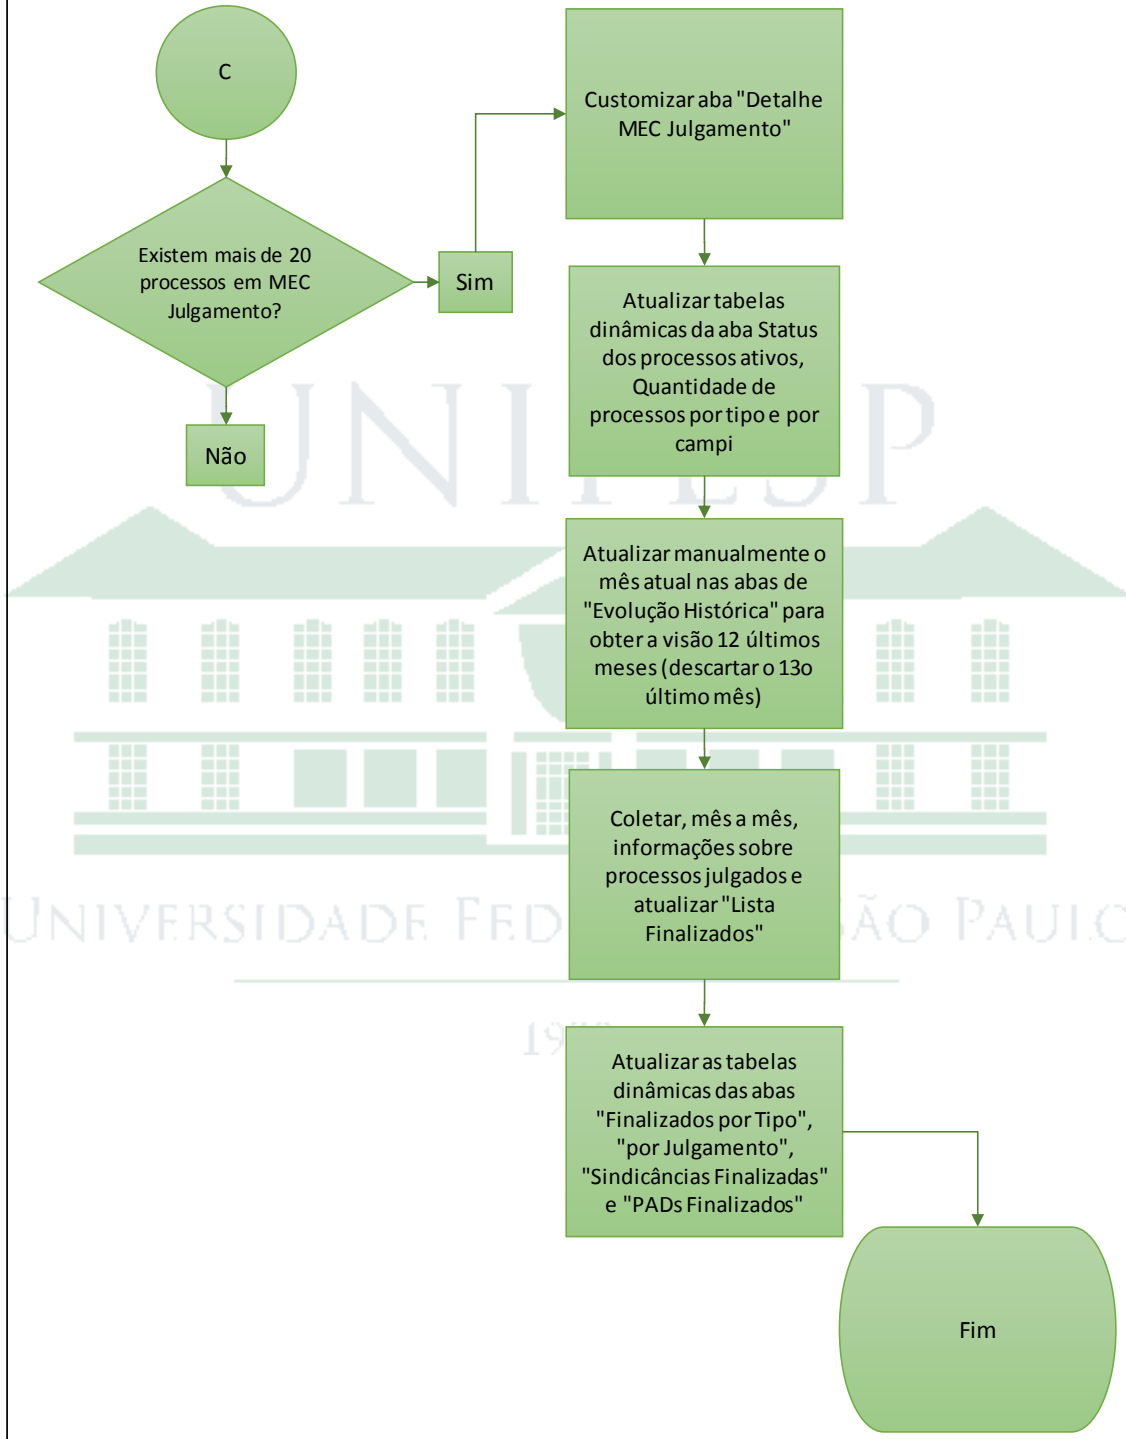 C
Existem mais de 20
processos em MEC
Julgamento?
Sim
Não
Customizar aba "Detalhe
MEC Julgamento"
Atualizar tabelas
dinâmicas da aba Status
dos processos ativos,
Quantidade de
processos por tipo e por
campi
Atualizar manualmente o
mês atual nas abas de
"Evolução Histórica" para
obter a visão 12 últimos
meses (descartar o 13o
último mês)
Coletar, mês a mês,
informações sobre
processos julgados e
atualizar "Lista
Finalizados"
Atualizar as tabelas
dinâmicas das abas
"Finalizados por Tipo",
"por Julgamento",
"Sindicâncias Finalizadas"
e "PADs Finalizados"
Fim
UNIFESP
UNIVERSIDADE FED SÃO PAULO